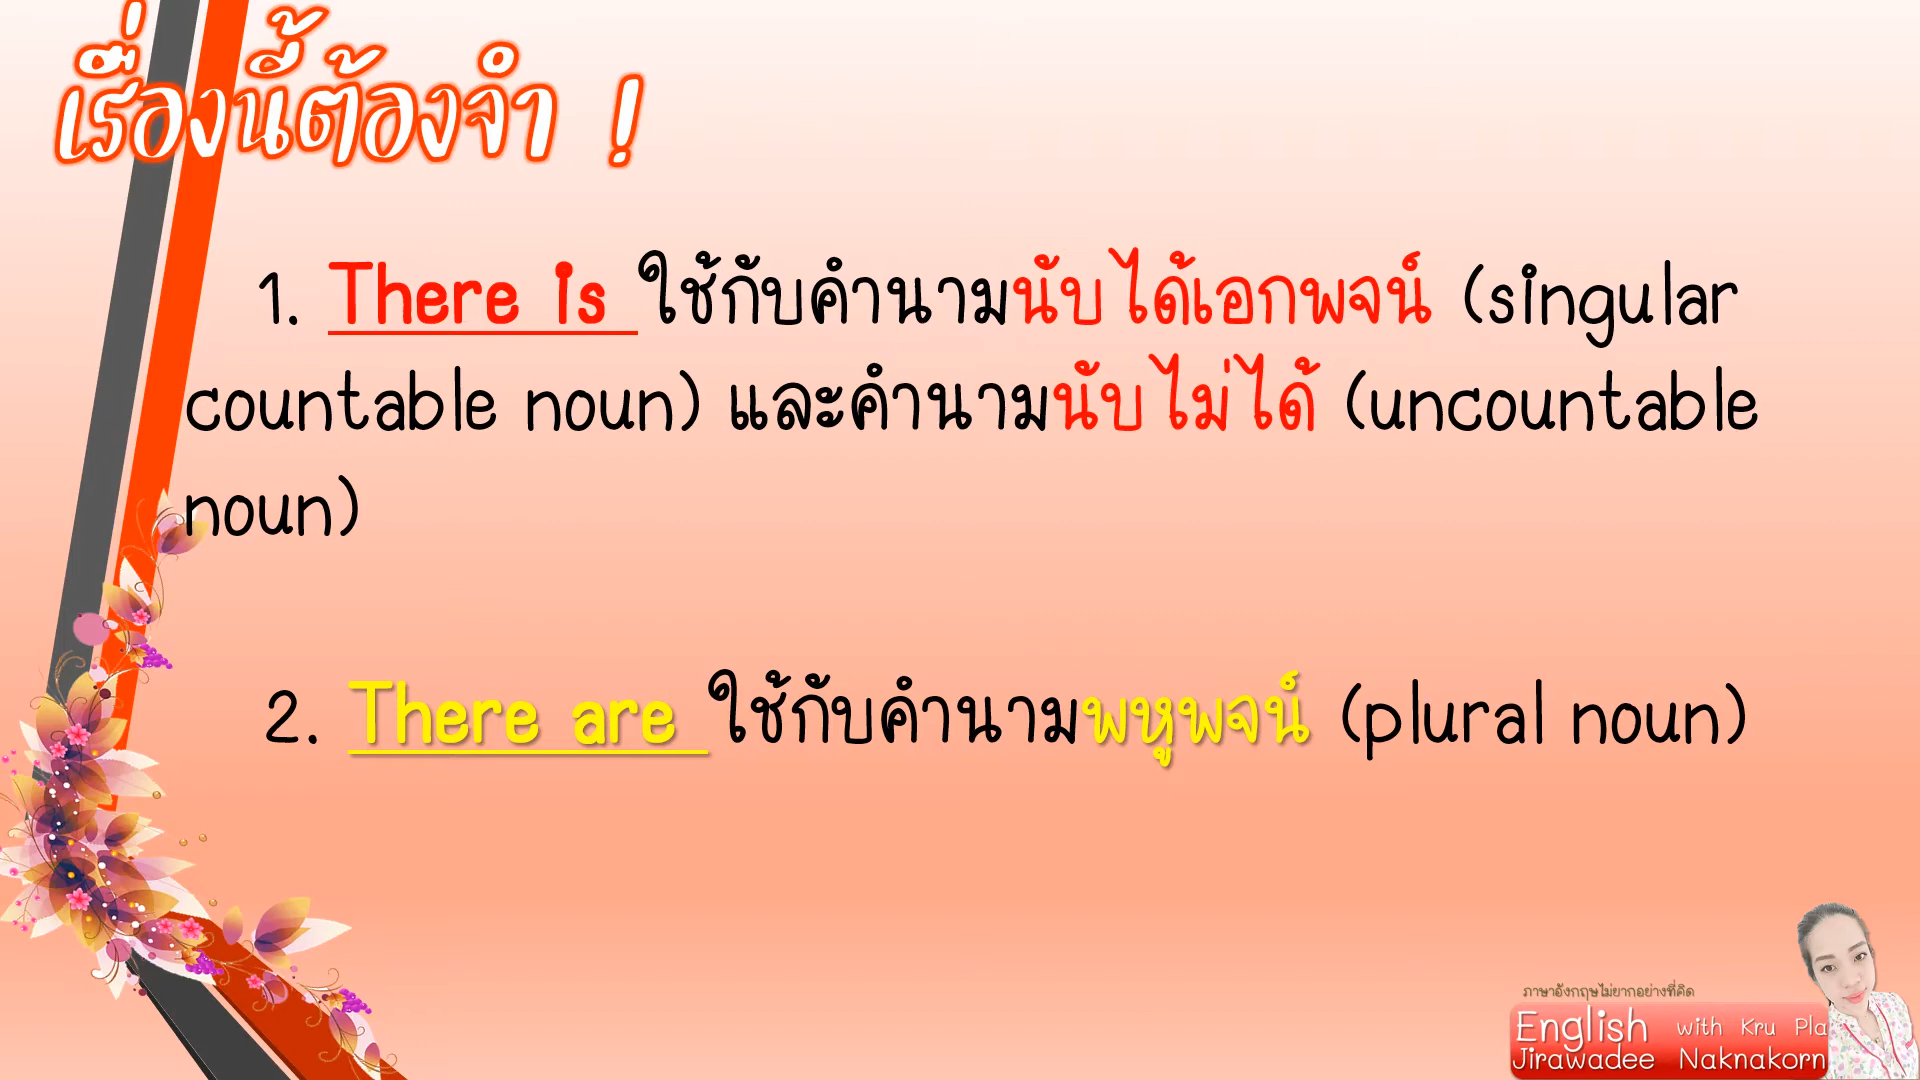 เรื่องนี้ต้องจำ !
1. There is ใช้กับคำนามนับได้เอกพจน์ (singular
countable noun) และคำนามนับไม่ได้ (uncountable
noun)
2. There are ใช้กับคำนามพหูพจน์ (plural noun)
ภาษาอังกฤษไม่ยากอย่างที่คิด
English with Kru Pla
Jirawadee Naknakorn